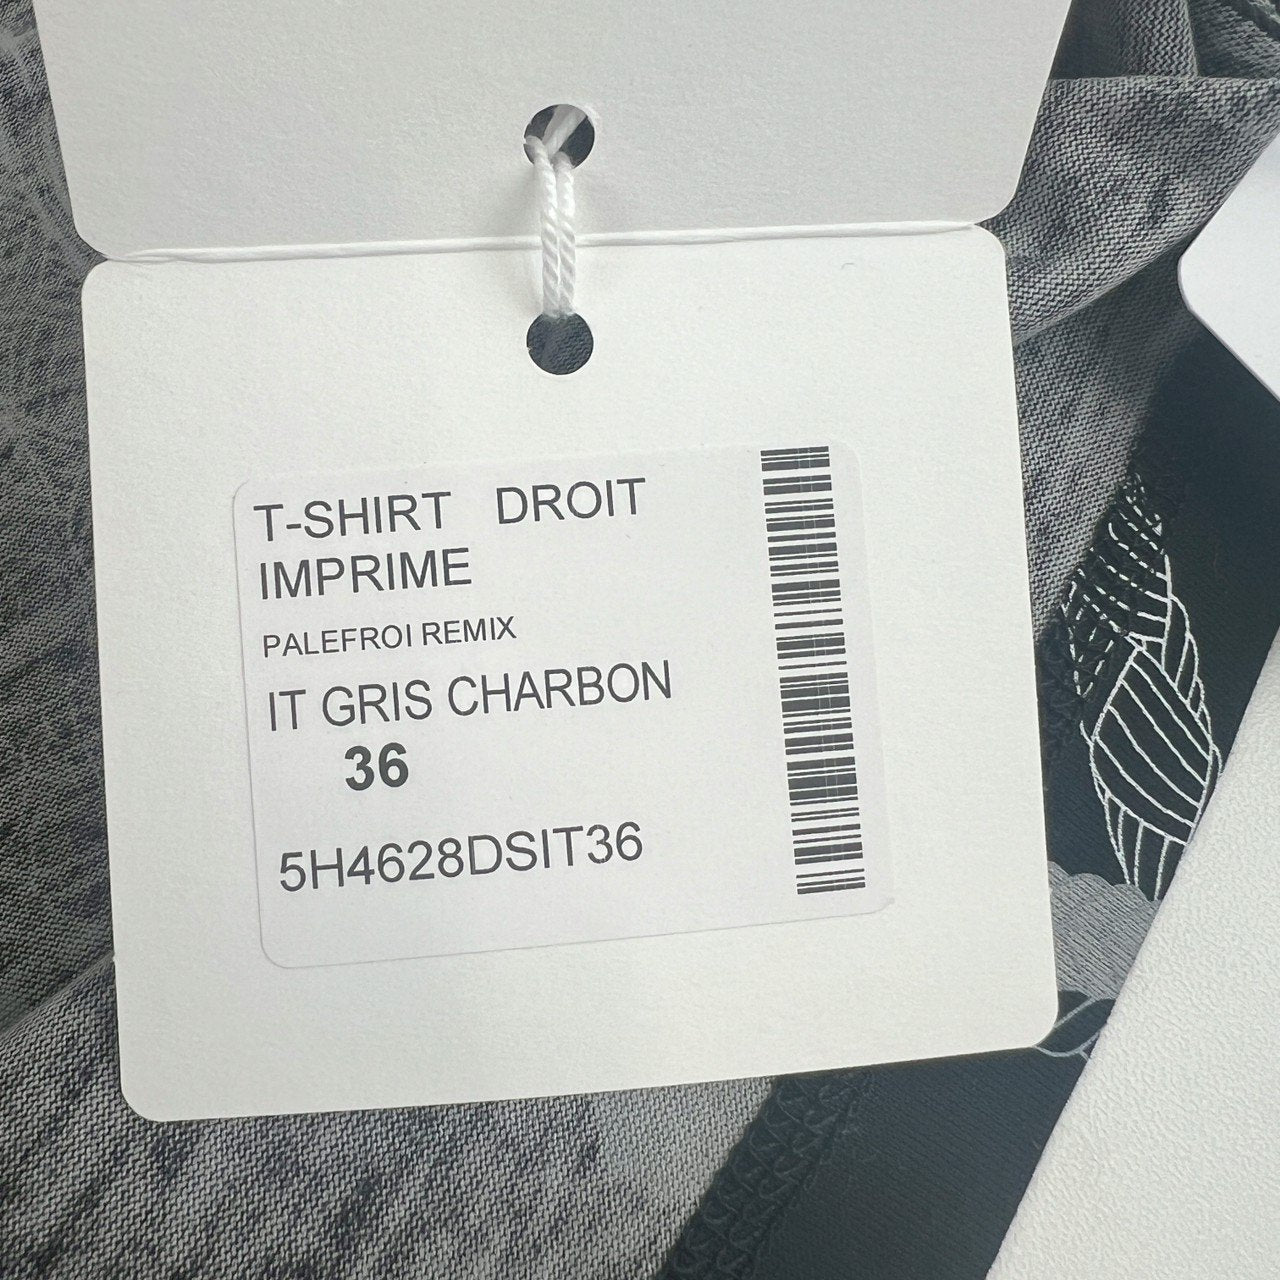 T-SHIRT DROIT
IMPRIME
PALEFROI REMIX
IT GRIS CHARBON
36
5H4628DSIT36